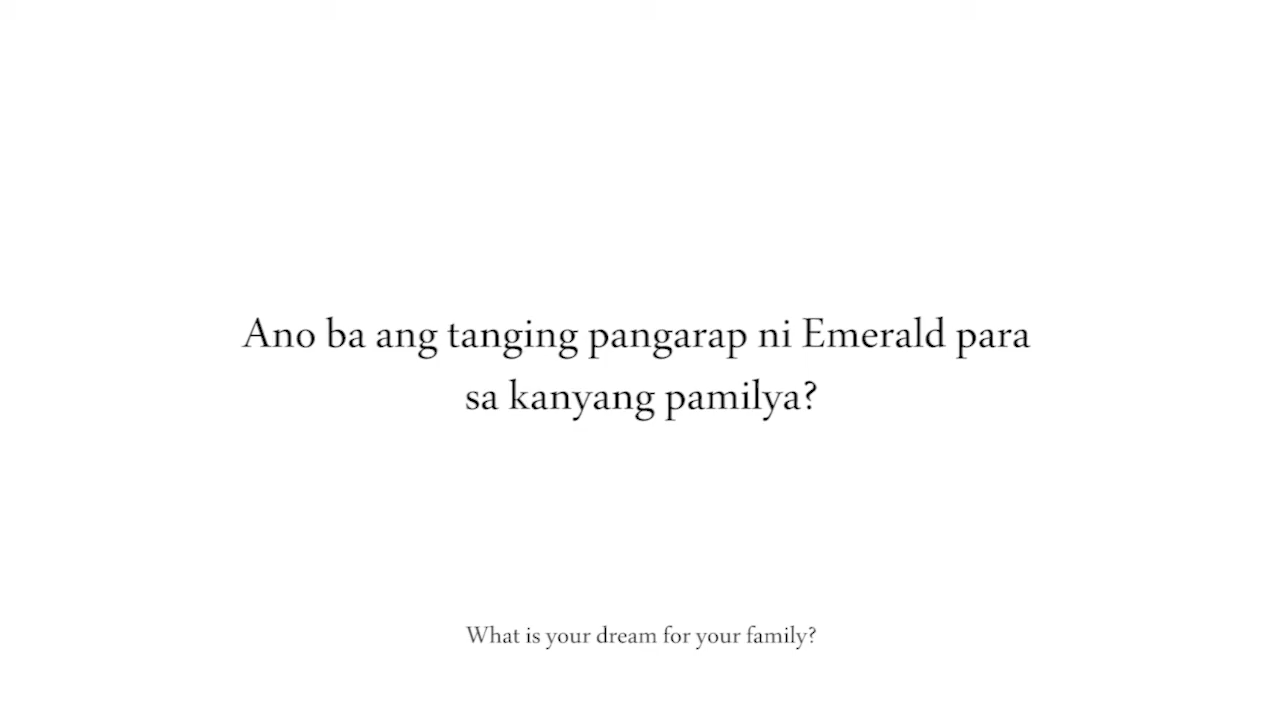 Ano ba ang tanging pangarap ni Emerald para
sa kanyang pamilya?
What is your dream for your family?